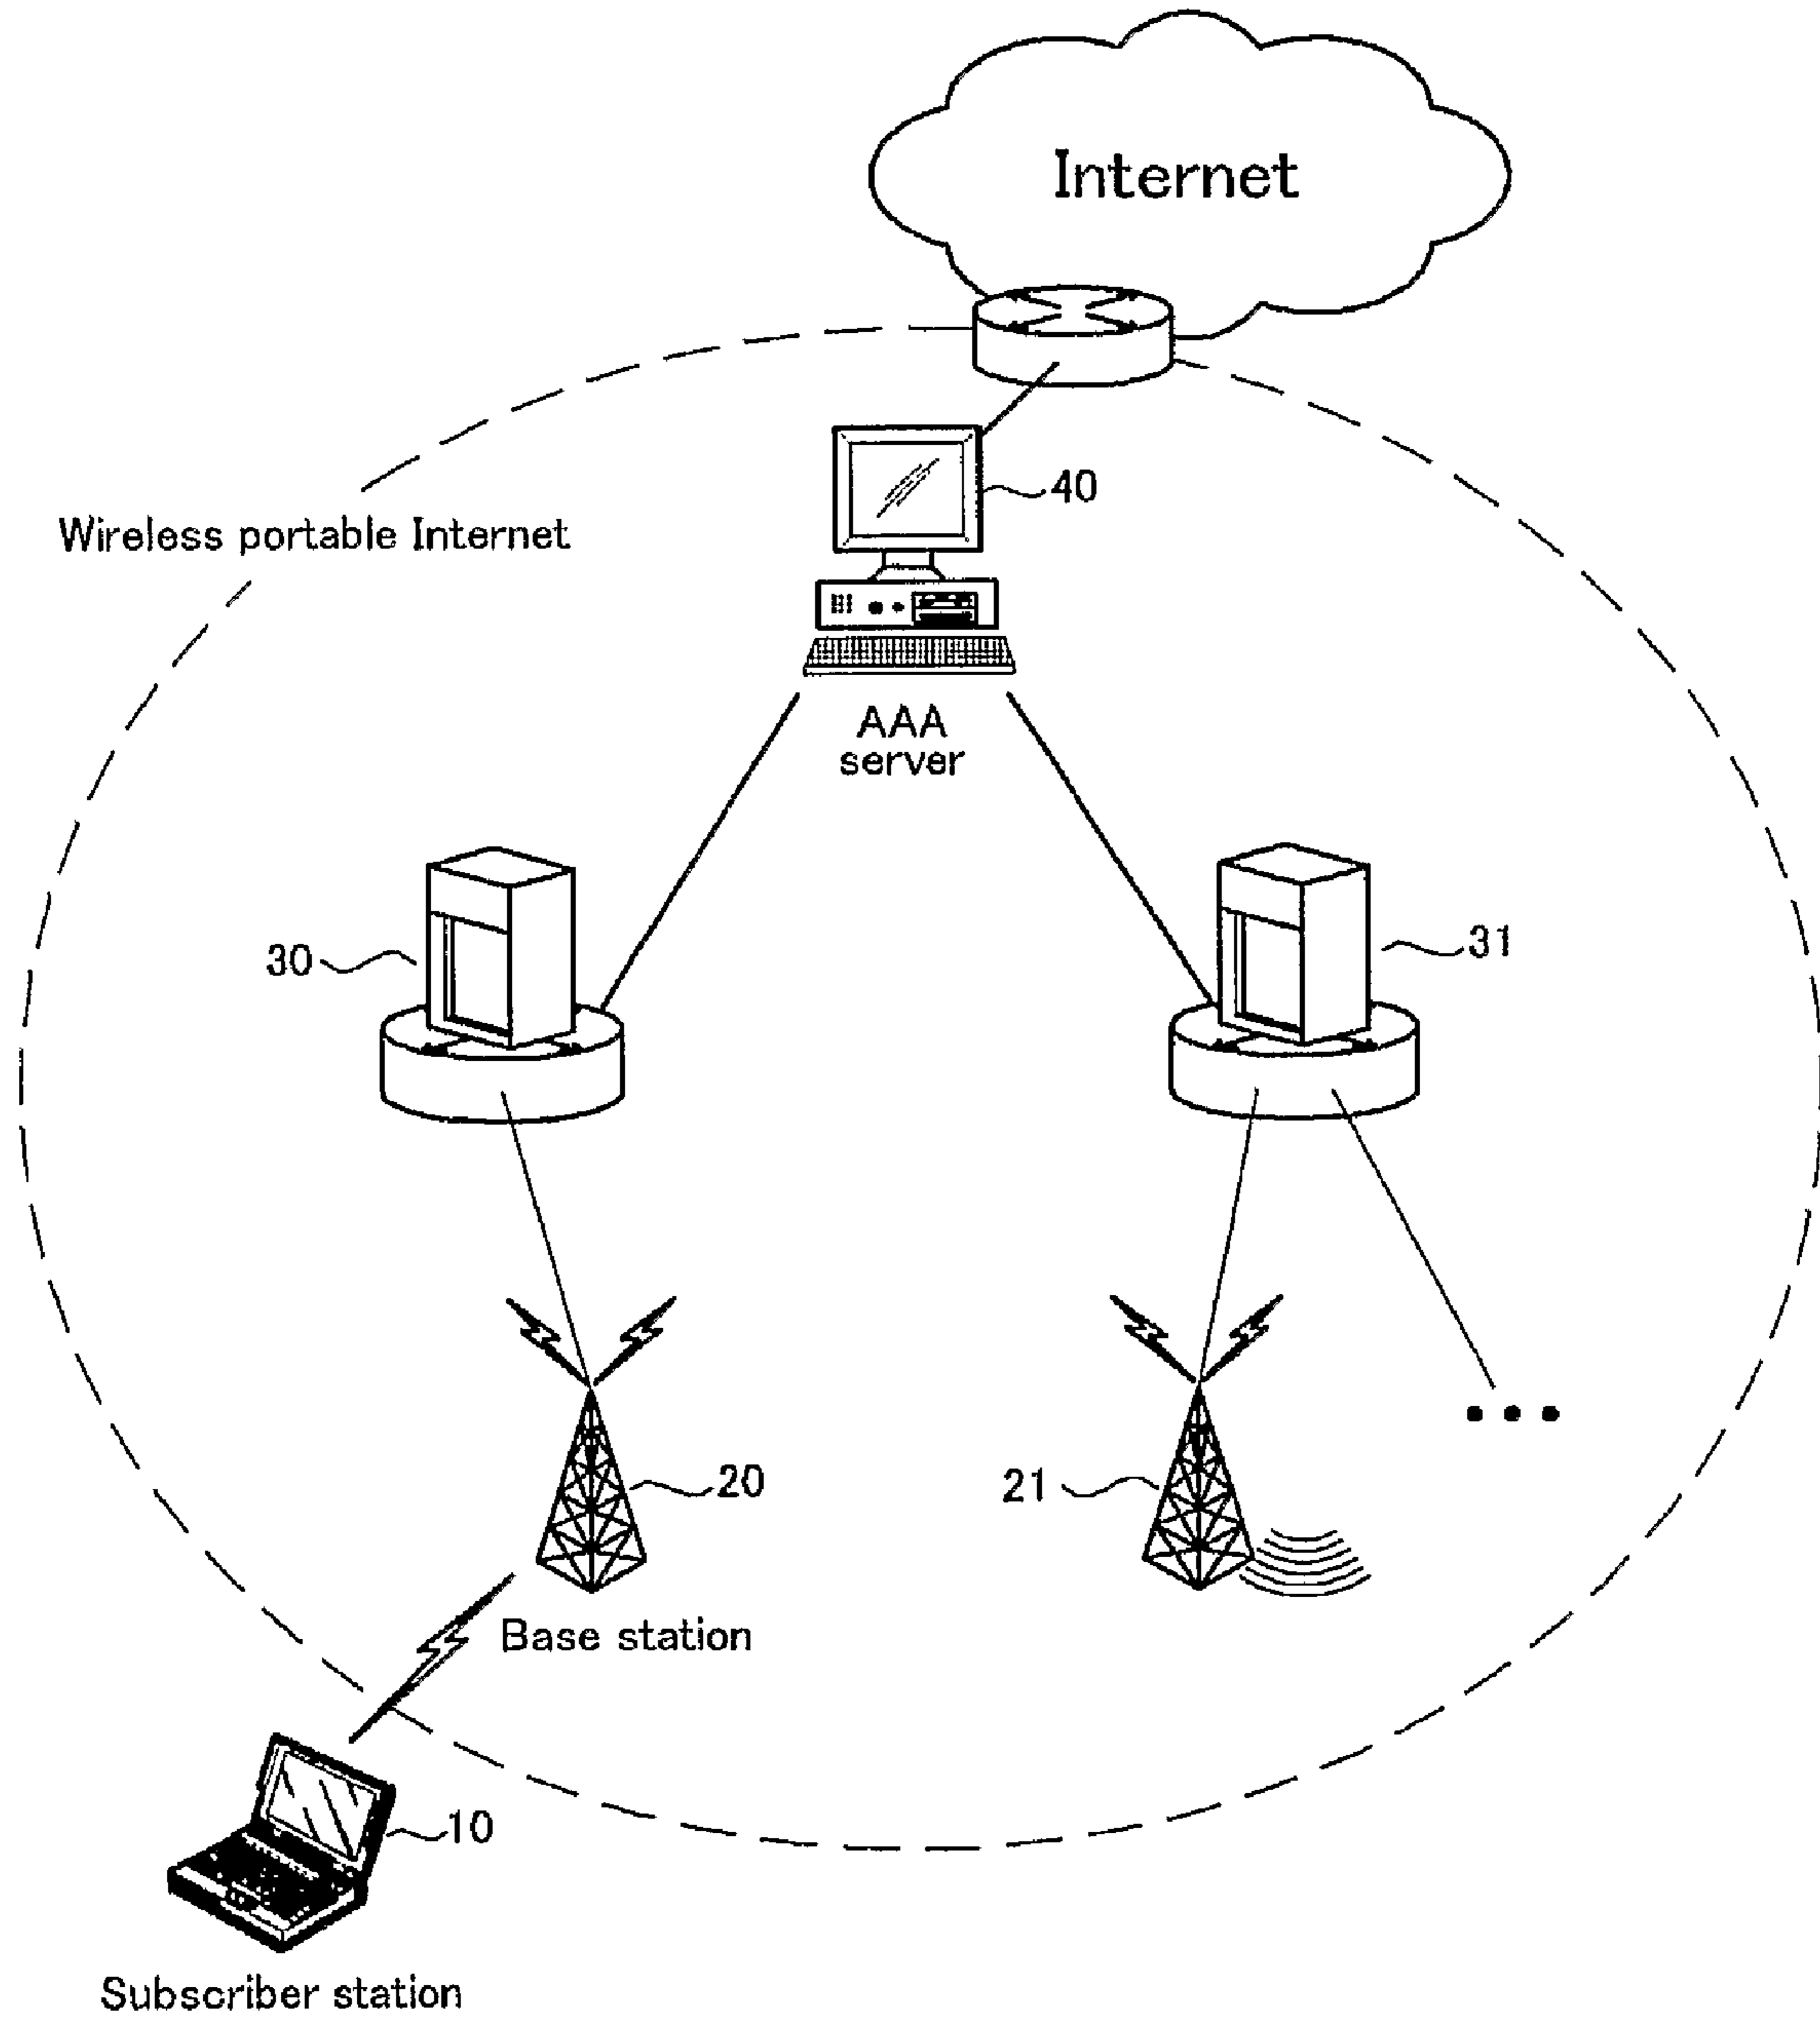 Internet
40
Wireless portable Internet
AAA
server
30
31
20
21
Base station
10
Subscriber station